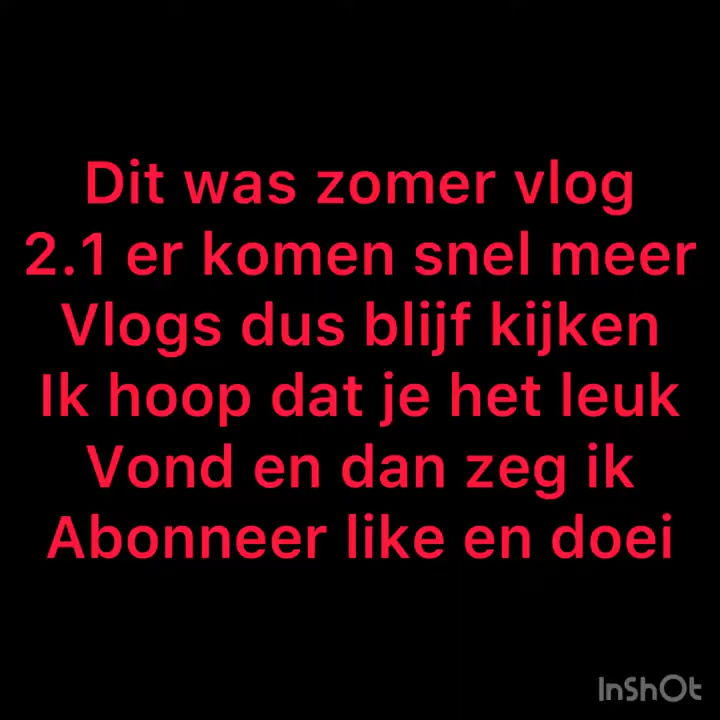 Dit was zomer vlog
2.1 er komen snel meer
Vlogs dus blijf kijken
Ik hoop dat je het leuk
Vond en dan zeg ik
Abonneer like en doei
InShOt